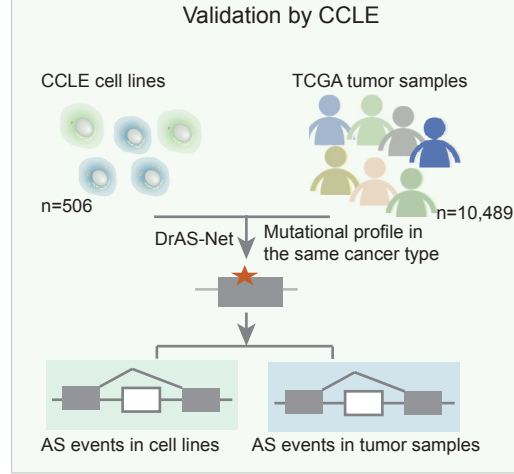 Validation by CCLE
CCLE cell lines
TCGA tumor samples
n=506
n=10,489
DrAS-Net
Mutational profile in
the same cancer type
AS events in cell lines
AS events in tumor samples